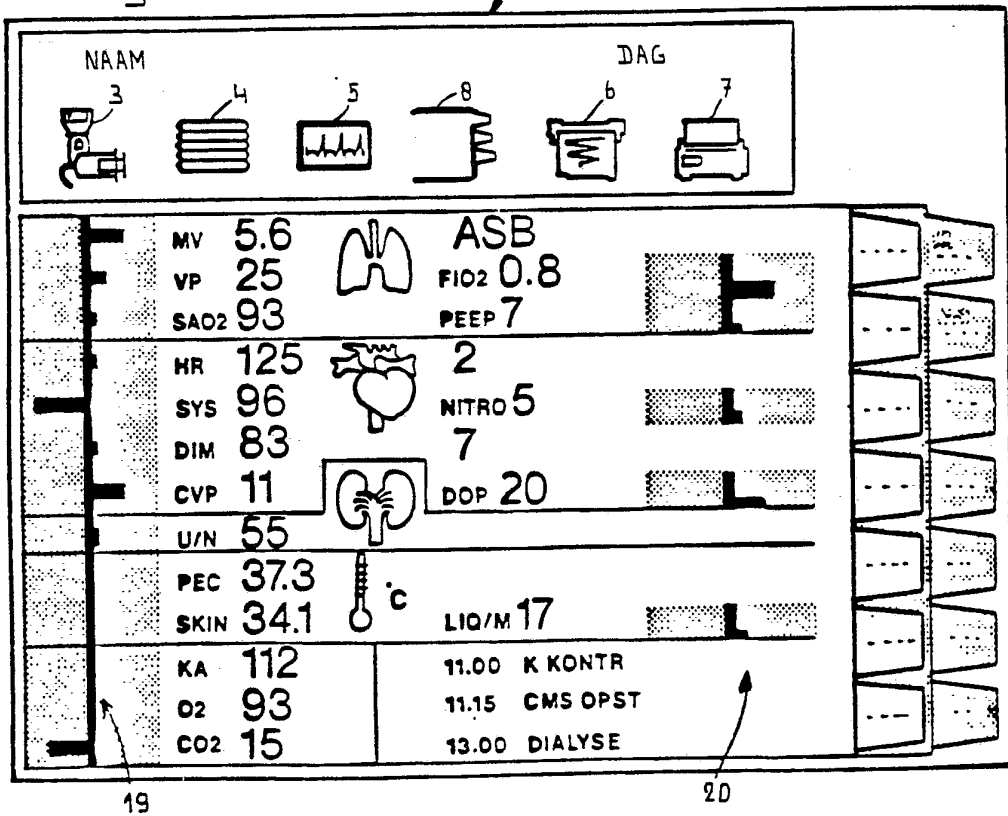 NAAM DAG
3 4 5 8 6 7
MV 5.6 ASB
VP 25 FIO2 0.8
SAO2 93 PEEP 7
HR 125 2
SYS 96 NITRO 5
DIM 83 7
CVP 11 DOP 20
U/N 55
PEC 37.3 °C
SKIN 34.1 LIQ/M 17
KA 112 11.00 K KONTR
O2 93 11.15 CMS OPST
CO2 15 13.00 DIALYSE
19 20